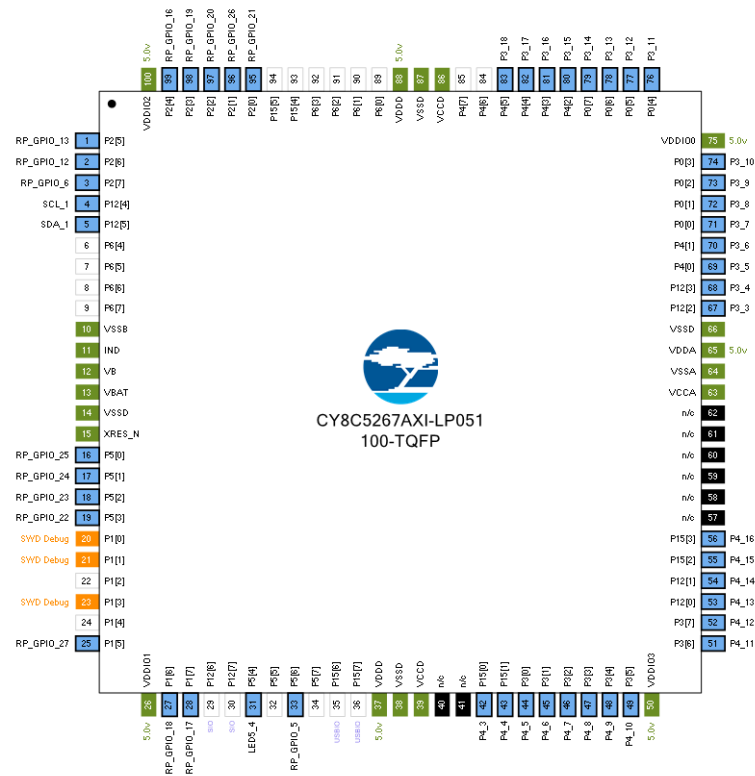 CY8C5267AXI-LP051
100-TQFP
RP_GPIO_13 1 P2[5]
RP_GPIO_12 2 P2[6]
RP_GPIO_6 3 P2[7]
SCL_1 4 P12[4]
SDA_1 5 P12[5]
6 P6[4]
7 P6[5]
8 P6[6]
9 P6[7]
10 VSSB
11 IND
12 VB
13 VBAT
14 VSSD
15 XRES_N
RP_GPIO_25 16 P5[0]
RP_GPIO_24 17 P5[1]
RP_GPIO_23 18 P5[2]
RP_GPIO_22 19 P5[3]
SWD Debug 20 P1[0]
SWD Debug 21 P1[1]
22 P1[2]
SWD Debug 23 P1[3]
24 P1[4]
RP_GPIO_27 25 P1[5]
VDDIO1 26 5.0v
P1[6] 27 RP_GPIO_18
P1[7] 28 RP_GPIO_17
P12[6] 29 SIO
P12[7] 30 SIO
P5[4] 31 LED5_4
P5[5] 32
P5[6] 33 RP_GPIO_5
P5[7] 34
P15[6] 35 USBIO
P15[7] 36 USBIO
VDDD 37 5.0v
VSSD 38
VCCD 39
n/c 40
n/c 41
P15[0] 42 P4_3
P15[1] 43 P4_4
P3[0] 44 P4_5
P3[1] 45 P4_6
P3[2] 46 P4_7
P3[3] 47 P4_8
P3[4] 48 P4_9
P3[5] 49 P4_10
VDDIO3 50 5.0v
P3[6] 51 P4_11
P3[7] 52 P4_12
P12[0] 53 P4_13
P12[1] 54 P4_14
P15[2] 55 P4_15
P15[3] 56 P4_16
n/c 57
n/c 58
n/c 59
n/c 60
n/c 61
n/c 62
VCCA 63
VSSA 64
VDDA 65 5.0v
VSSD 66
P12[2] 67 P3_3
P12[3] 68 P3_4
P4[0] 69 P3_5
P4[1] 70 P3_6
P0[0] 71 P3_7
P0[1] 72 P3_8
P0[2] 73 P3_9
P0[3] 74 P3_10
VDDIO0 75 5.0v
P0[4] 76 P3_11
P0[5] 77 P3_12
P0[6] 78 P3_13
P0[7] 79 P3_14
P4[2] 80 P3_15
P4[3] 81 P3_16
P4[4] 82 P3_17
P4[5] 83 P3_18
P4[6] 84
P4[7] 85
VCCD 86
VSSD 87
VDDD 88 5.0v
P6[0] 89
P6[1] 90
P6[2] 91
P6[3] 92
P15[4] 93
P15[5] 94
P2[0] 95 RP_GPIO_21
P2[1] 96 RP_GPIO_26
P2[2] 97 RP_GPIO_20
P2[3] 98 RP_GPIO_19
P2[4] 99 RP_GPIO_16
VDDIO2 100 5.0v